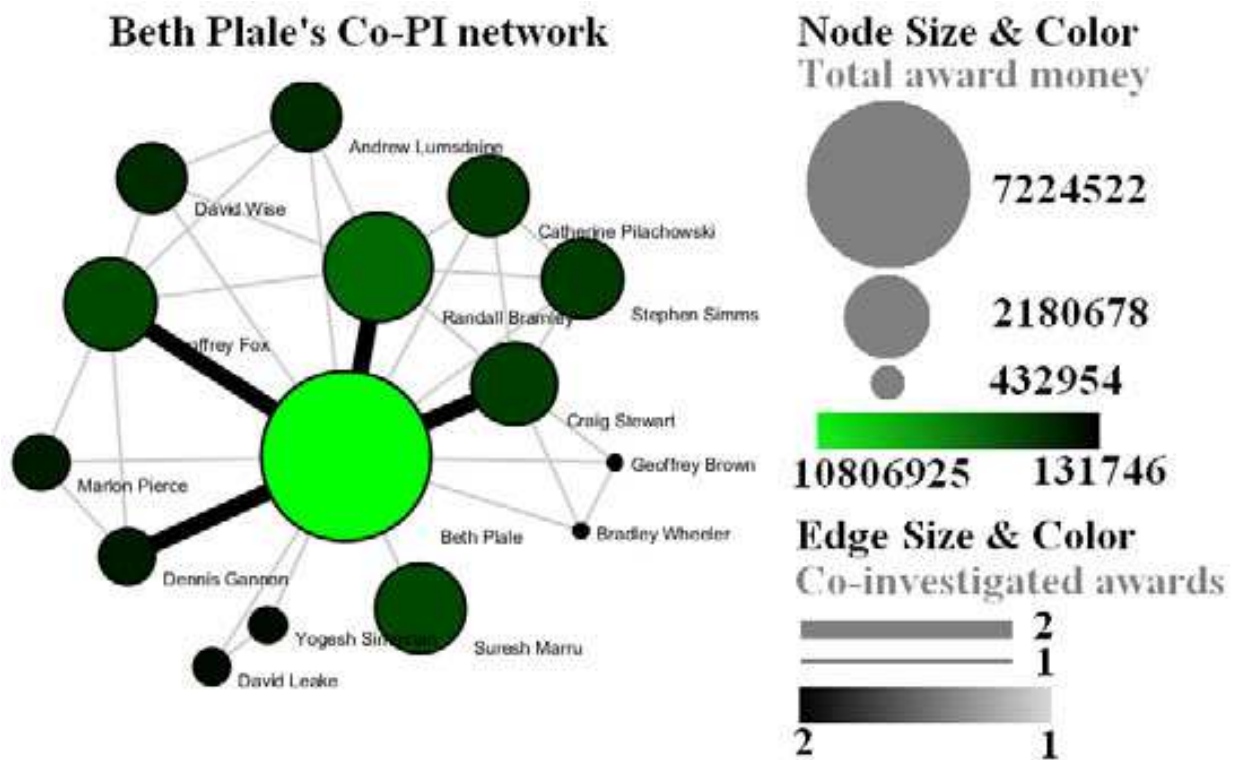 Beth Plale's Co-PI network
Andrew Lumsdaine
David Wise
Catherine Pilachowski
Stephen Simms
Randall Bramley
Fox
Craig Stewart
Geoffrey Brown
Marlon Pierce
Bradley Wheeler
Beth Plale
Dennis Gannon
Yogesh
Suresh Marru
David Leake
Node Size & Color
Total award money
7224522
2180678
432954
10806925 131746
Edge Size & Color
Co-investigated awards
2
1
2 1